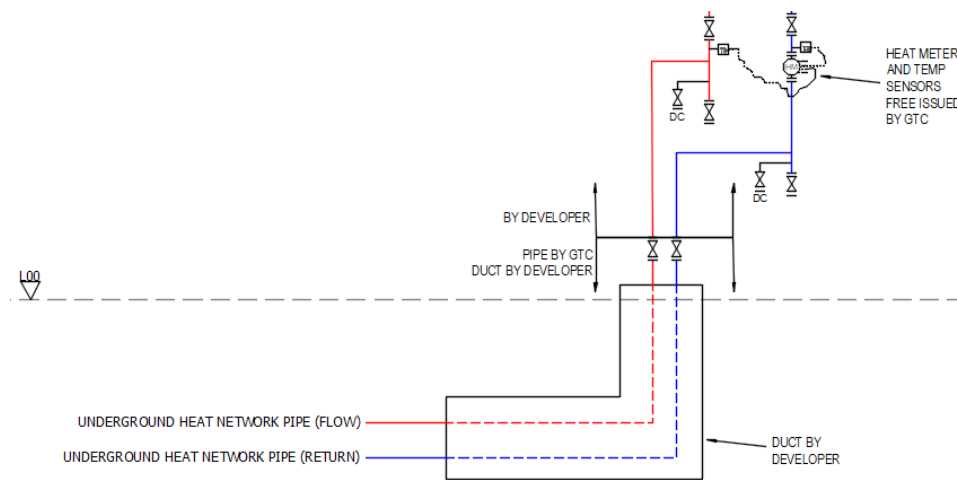 HEAT METER
AND TEMP
SENSORS
FREE ISSUED
BY GTC
HM
DC
DC
BY DEVELOPER
PIPE BY GTC
DUCT BY DEVELOPER
L00
UNDERGROUND HEAT NETWORK PIPE (FLOW)
UNDERGROUND HEAT NETWORK PIPE (RETURN)
DUCT BY
DEVELOPER